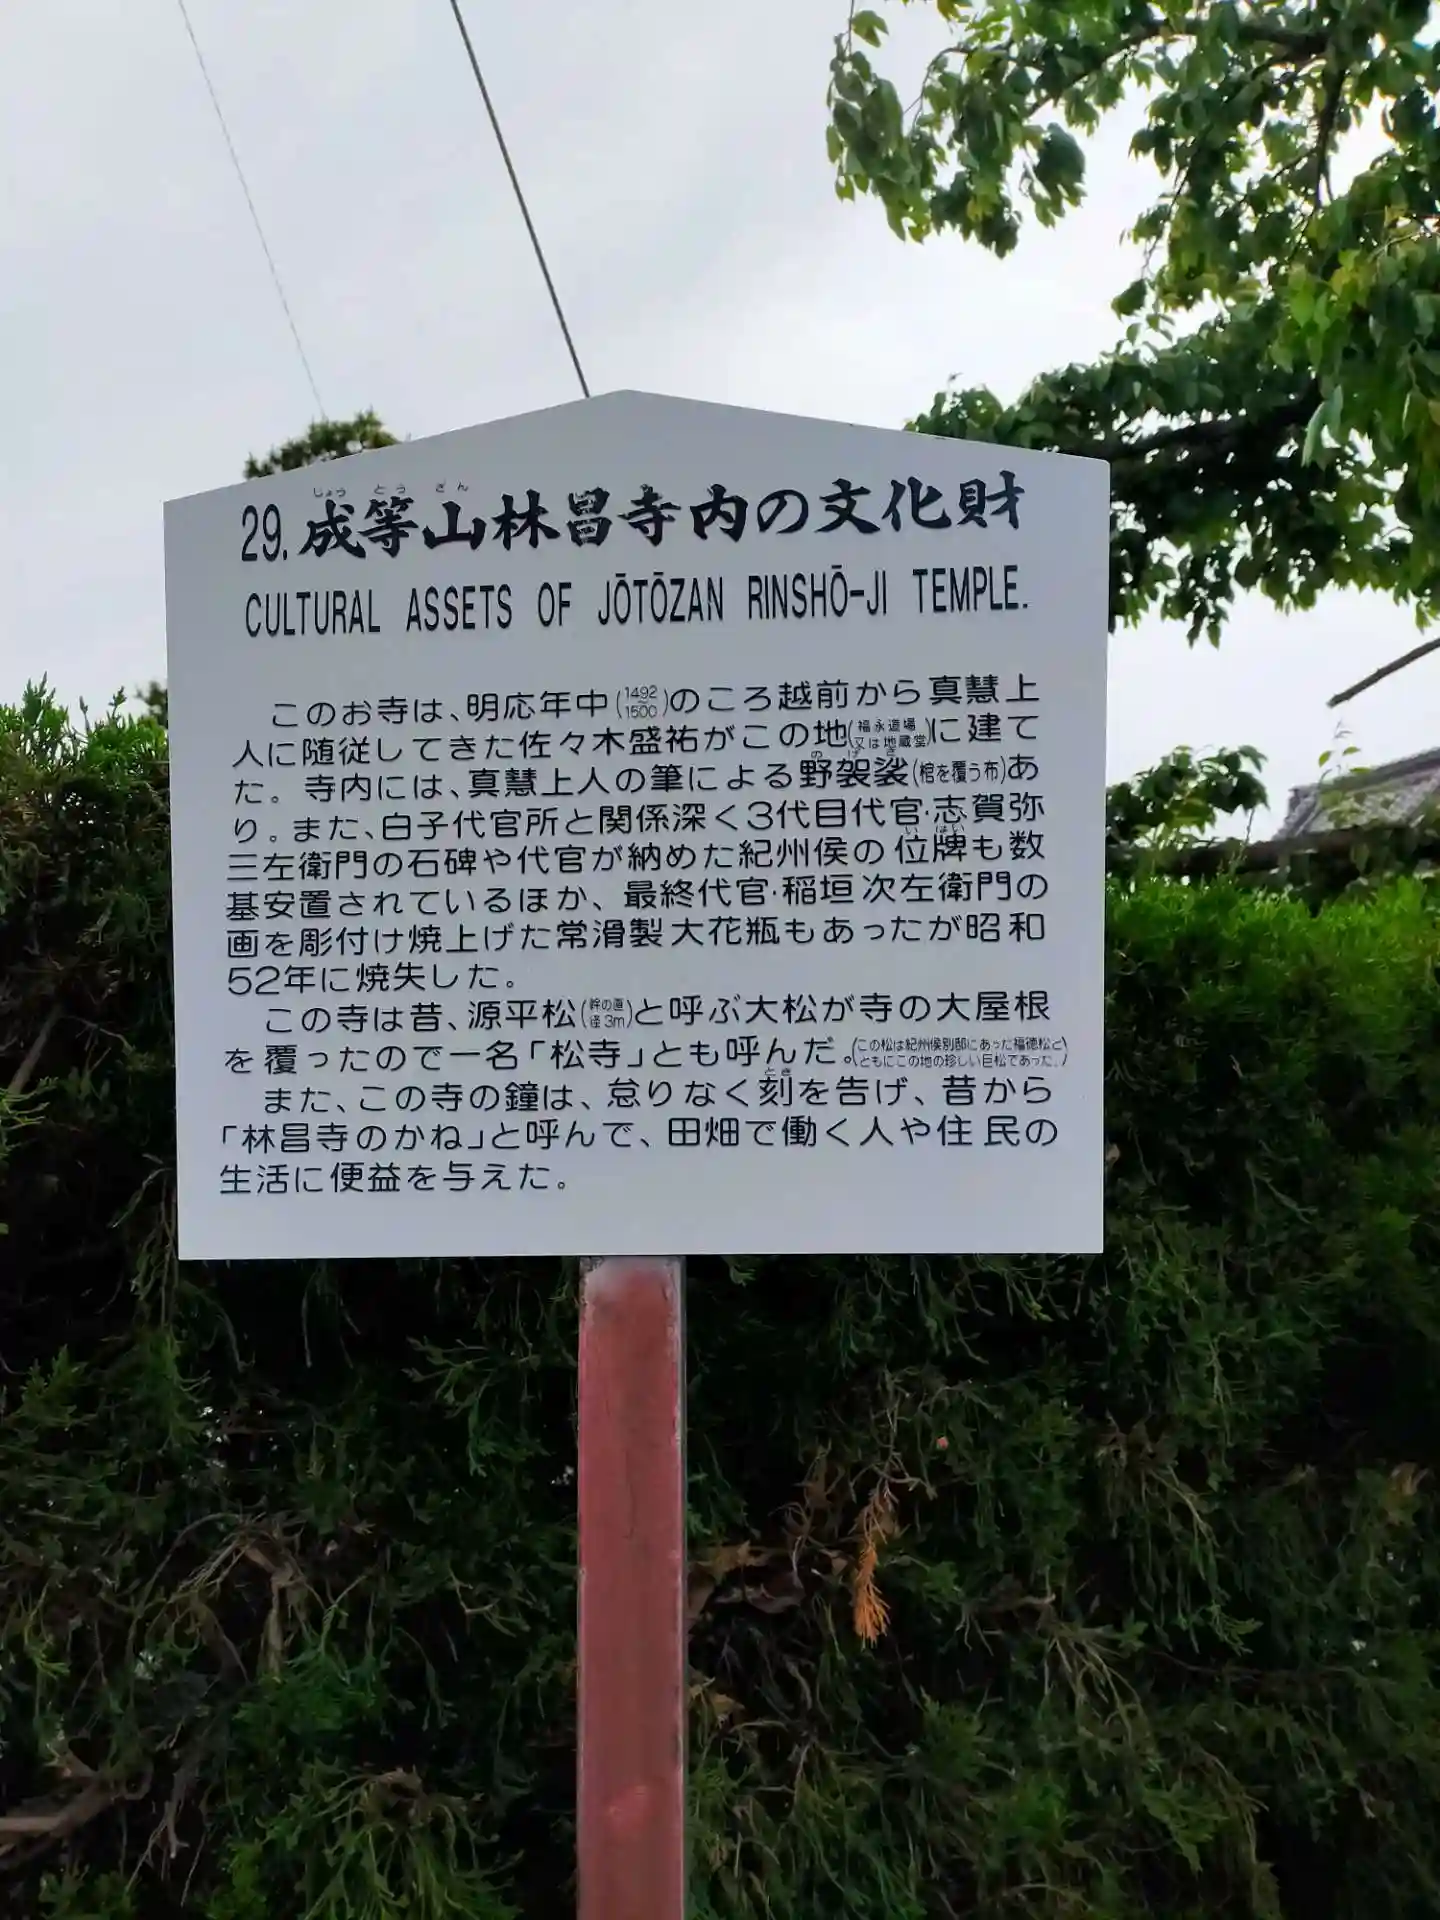 29.成等山林昌寺内の文化財
CULTURAL ASSETS OF JŌTŌZAN RINSHŌ-JI TEMPLE.
このお寺は、明応年中(1492~1500)のころ越前から真慧上
人に随従してきた佐々木盛祐がこの地(福永道場又は地蔵堂)に建て
た。寺内には、真慧上人の筆による野袈裟(棺を覆う布)あ
り。また、白子代官所と関係深く3代目代官·志賀弥
三左衛門の石碑や代官が納めた紀州侯の位牌も数
基安置されているほか、最終代官·稲垣次左衛門の
画を彫付け焼上げた常滑製大花瓶もあったが昭和
52年に焼失した。
この寺は昔、源平松(幹の直径3m)と呼ぶ大松が寺の大屋根
を覆ったので一名「松寺」とも呼んだ。(この松は紀州侯別邸にあった福徳松とともにこの地の珍しい巨松であった。)
また、この寺の鐘は、怠りなく刻を告げ、昔から
「林昌寺のかね」と呼んで、田畑で働く人や住民の
生活に便益を与えた。